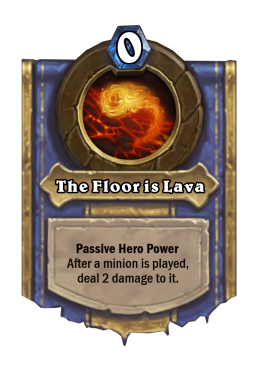 0
The Floor is Lava
Passive Hero Power
After a minion is played,
deal 2 damage to it.